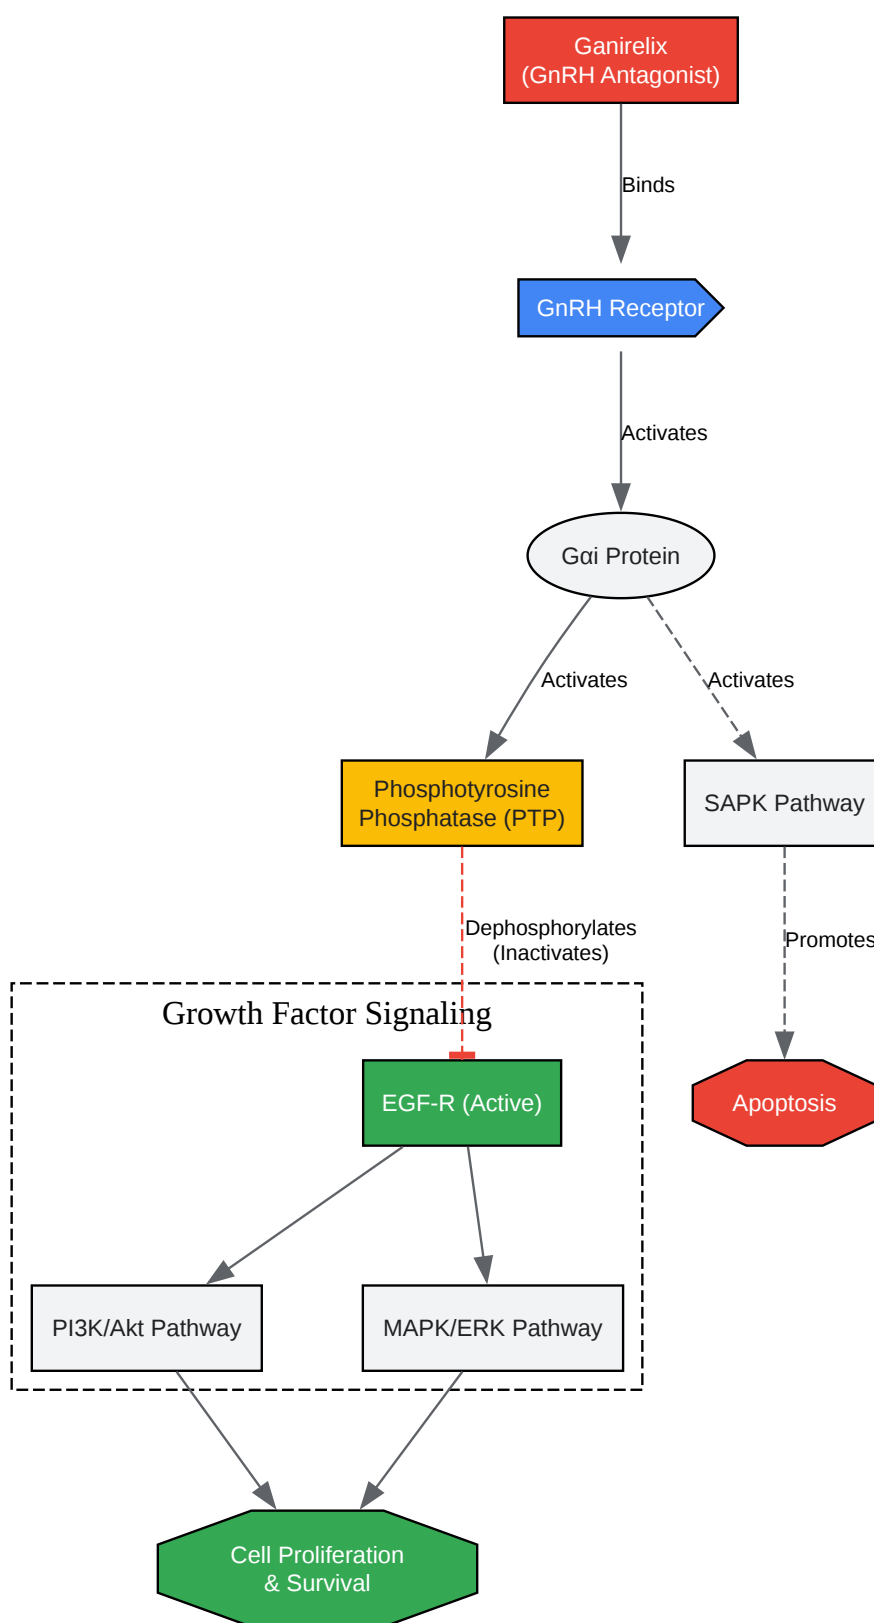 Ganirelix
(GnRH Antagonist)
Binds
GnRH Receptor
Activates
Gαi Protein
Activates
Activates
Phosphotyrosine
Phosphatase (PTP)
SAPK Pathway
Dephosphorylates
(Inactivates)
Promotes
Growth Factor Signaling
EGF-R (Active)
Apoptosis
PI3K/Akt Pathway
MAPK/ERK Pathway
Cell Proliferation
& Survival